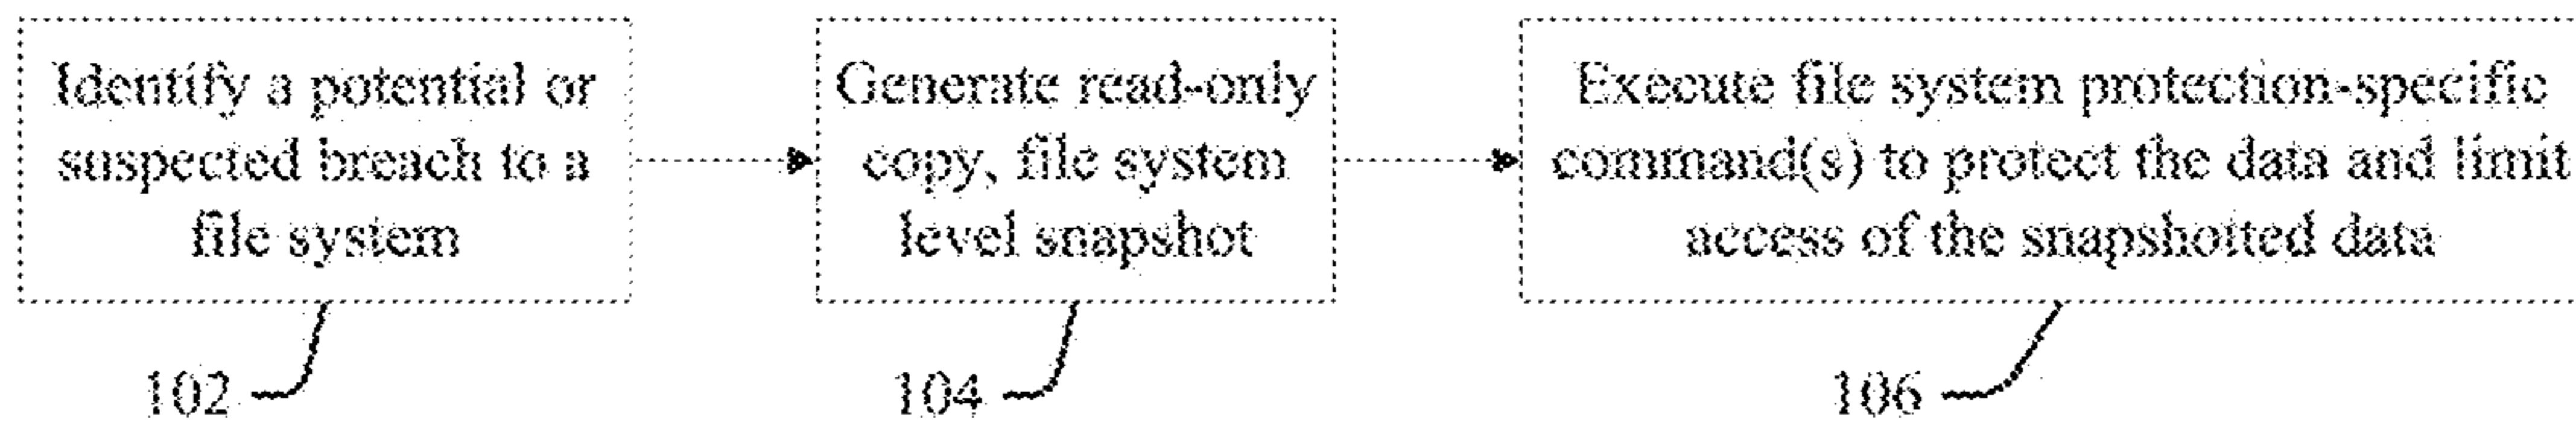 Identify a potential or
suspected breach to a
file system
Generate read-only
copy, file system
level snapshot
Execute file system protection-specific
command(s) to protect the data and limit
access of the snapshotted data
102
104
106